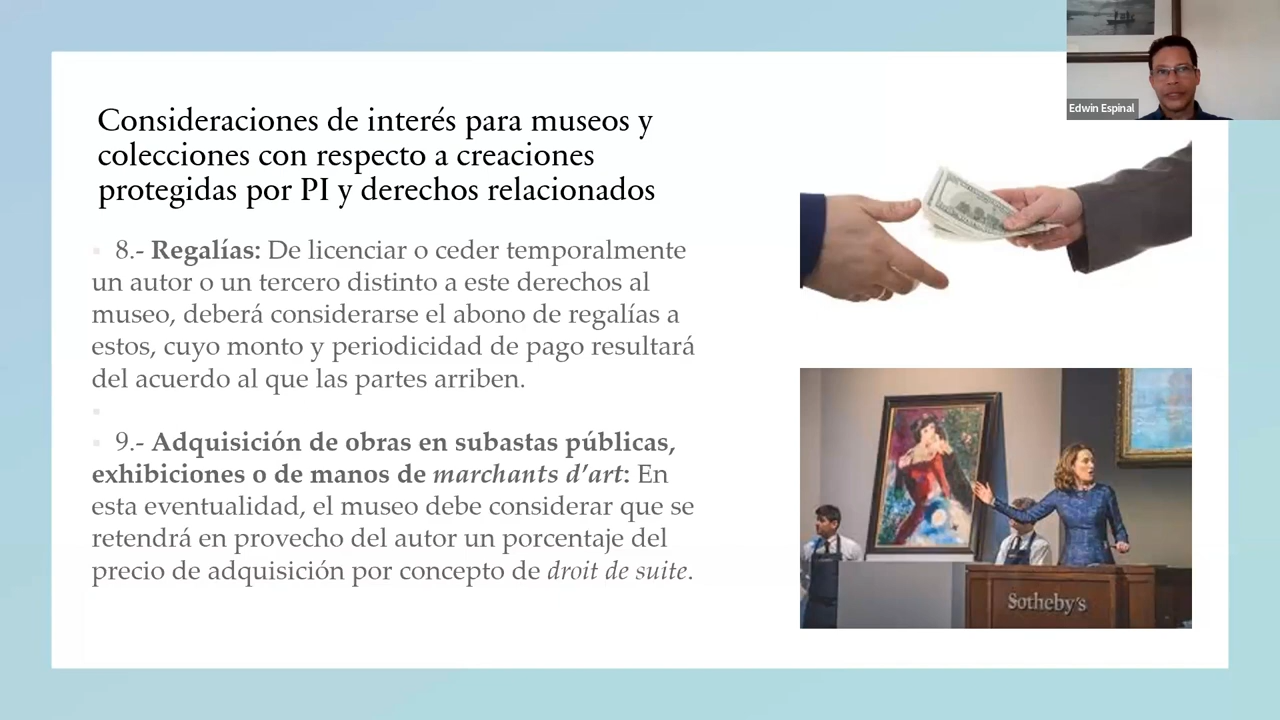 Edwin Espinal
Consideraciones de interés para museos y
colecciones con respecto a creaciones
protegidas por PI y derechos relacionados
8.- Regalías: De licenciar o ceder temporalmente
un autor o un tercero distinto a este derechos al
museo, deberá considerarse el abono de regalías a
estos, cuyo monto y periodicidad de pago resultará
del acuerdo al que las partes arriben.
9.- Adquisición de obras en subastas públicas,
exhibiciones o de manos de marchants d’art: En
esta eventualidad, el museo debe considerar que se
retendrá en provecho del autor un porcentaje del
precio de adquisición por concepto de droit de suite.
Sotheby's